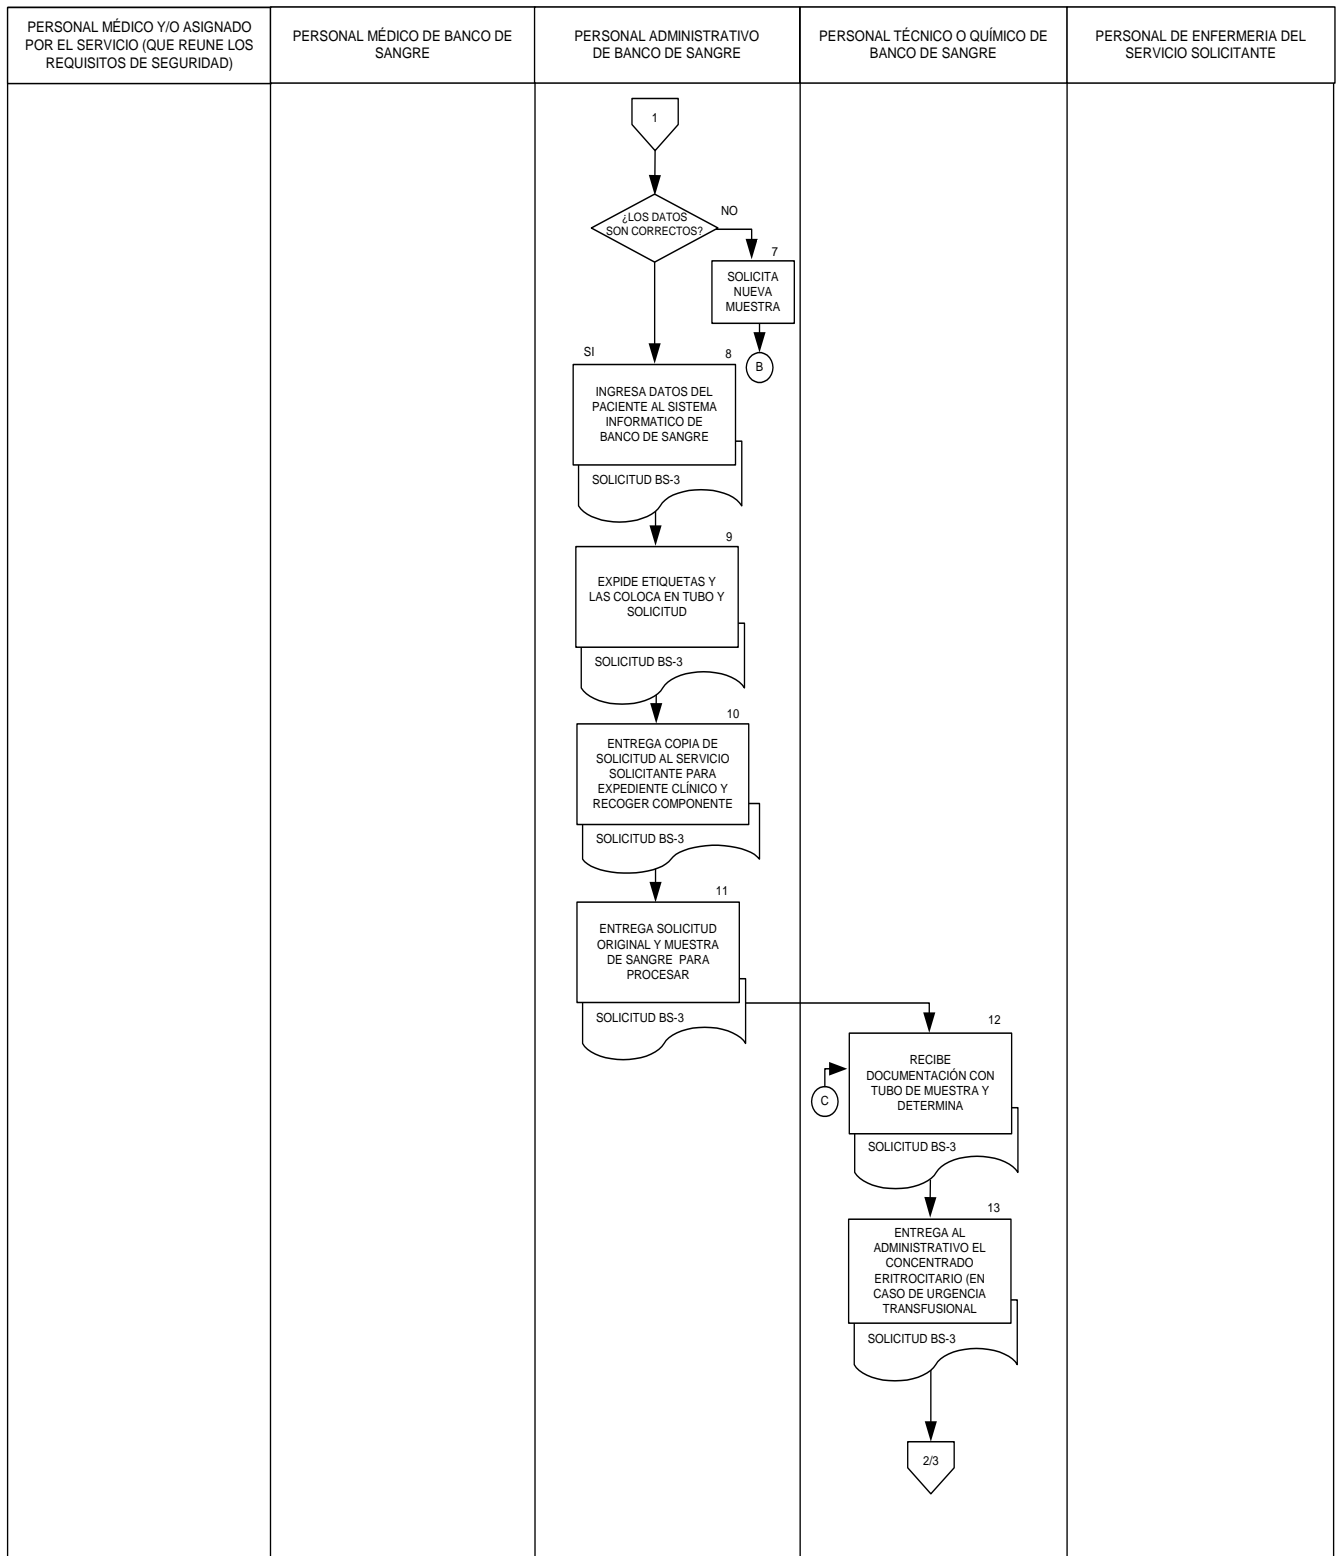 PERSONAL MÉDICO Y/O ASIGNADO
POR EL SERVICIO (QUE REUNE LOS
REQUISITOS DE SEGURIDAD)
PERSONAL MÉDICO DE BANCO DE
SANGRE
PERSONAL ADMINISTRATIVO
DE BANCO DE SANGRE
PERSONAL TÉCNICO O QUÍMICO DE
BANCO DE SANGRE
PERSONAL DE ENFERMERIA DEL
SERVICIO SOLICITANTE
1
¿LOS DATOS
SON CORRECTOS?
NO
7
SOLICITA
NUEVA
MUESTRA
B
SI
8
INGRESA DATOS DEL
PACIENTE AL SISTEMA
INFORMATICO DE
BANCO DE SANGRE
SOLICITUD BS-3
9
EXPIDE ETIQUETAS Y
LAS COLOCA EN TUBO Y
SOLICITUD
SOLICITUD BS-3
10
ENTREGA COPIA DE
SOLICITUD AL SERVICIO
SOLICITANTE PARA
EXPEDIENTE CLÍNICO Y
RECOGER COMPONENTE
SOLICITUD BS-3
11
ENTREGA SOLICITUD
ORIGINAL Y MUESTRA
DE SANGRE PARA
PROCESAR
SOLICITUD BS-3
12
RECIBE
DOCUMENTACIÓN CON
TUBO DE MUESTRA Y
DETERMINA
C
SOLICITUD BS-3
13
ENTREGA AL
ADMINISTRATIVO EL
CONCENTRADO
ERITROCITARIO (EN
CASO DE URGENCIA
TRANSFUSIONAL
SOLICITUD BS-3
2/3